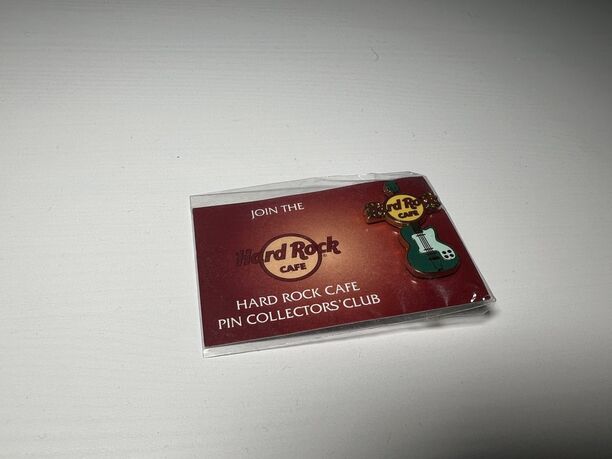 JOIN THE
Hard Rock
CAFE
HARD ROCK CAFE
PIN COLLECTORS' CLUB
Hard Rock
CAFE